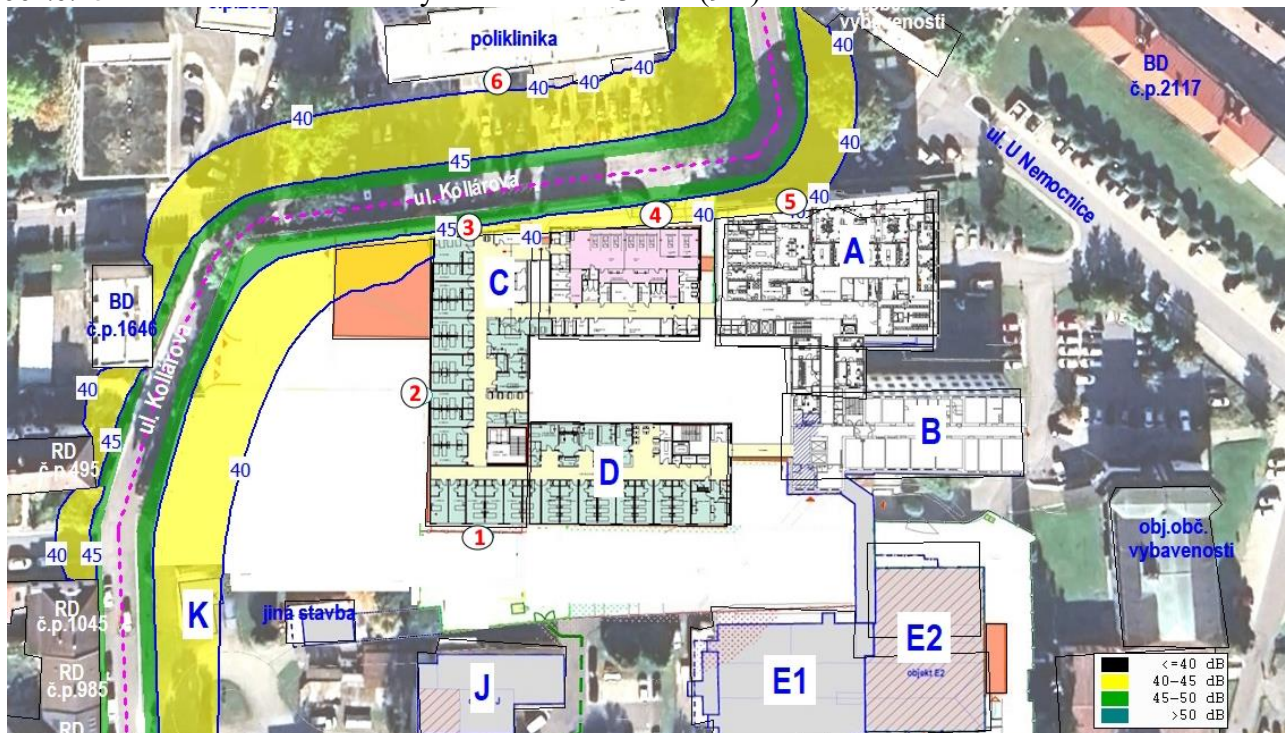 poliklinika
obj.obč.
vybavenosti
BD
č.p.2117
ul. U Nemocnice
40
6
40
40
40
40
40
45
ul. Kollárova
5
40
4
40
3
45
40
A
C
BD
č.p.1646
ul. Kollárova
2
40
40
45
RD
č.p.495
B
D
1
obj.obč.
vybavenosti
40
45
K
jiná stavba
RD
č.p.1045
RD
č.p.985
RD
J
E1
E2
objekt E2
<=40 dB
40-45 dB
45-50 dB
>50 dB